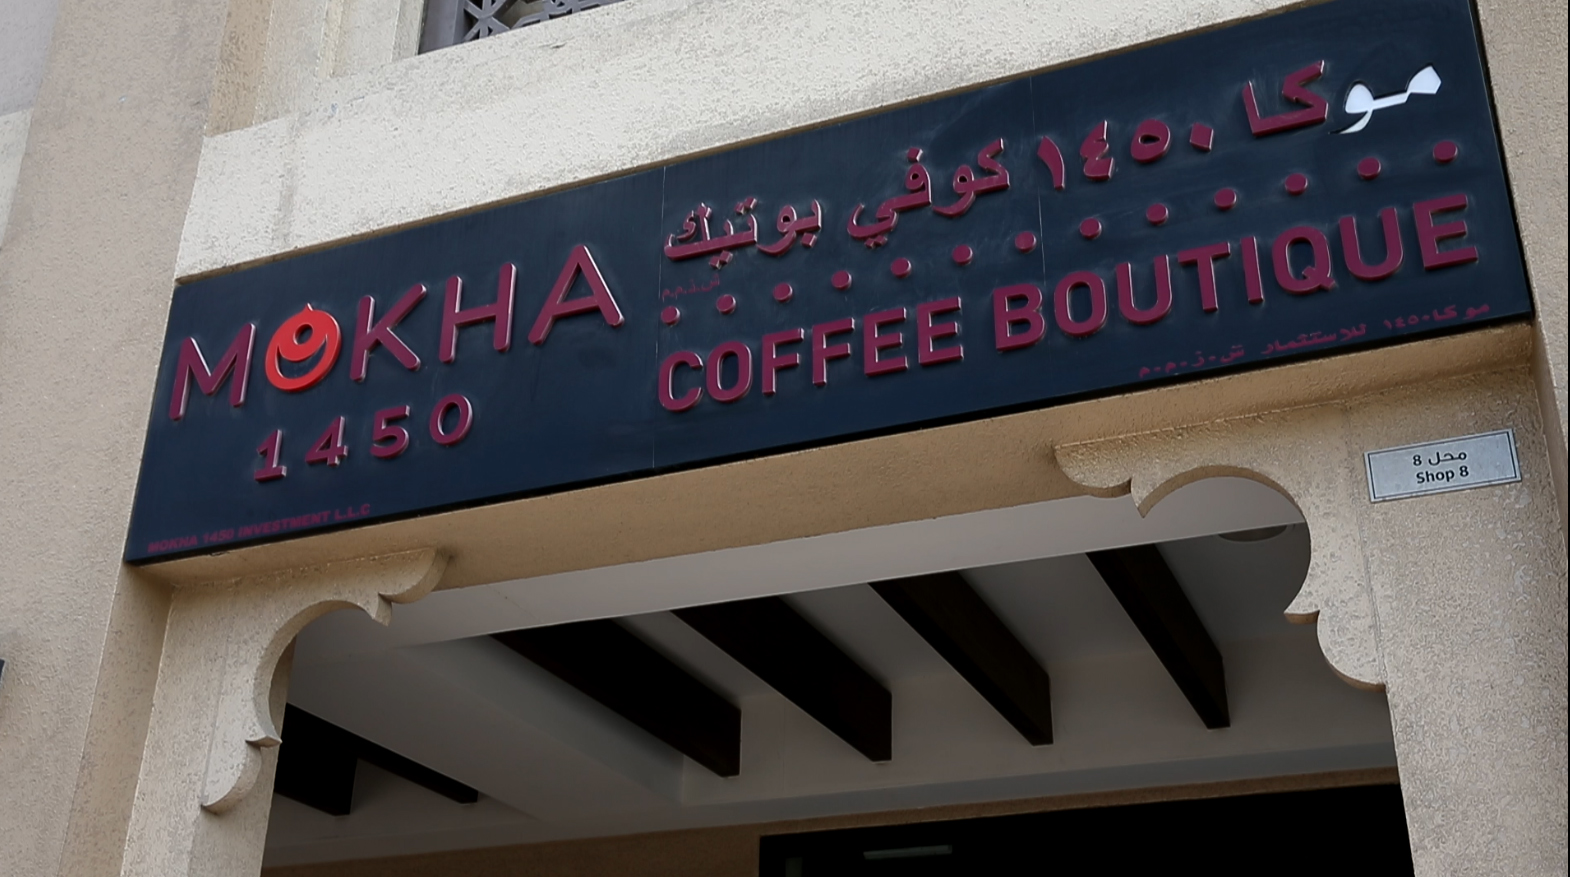 MOKHA
1450
MOKHA 1450 INVESTMENT L.L.C
موكا ١٤٥٠ كوفي بوتيك
ش.ذ.م.م
COFFEE BOUTIQUE
موكا ١٤٥٠ للاستثمار ش.ذ.م.م
محل 8
Shop 8